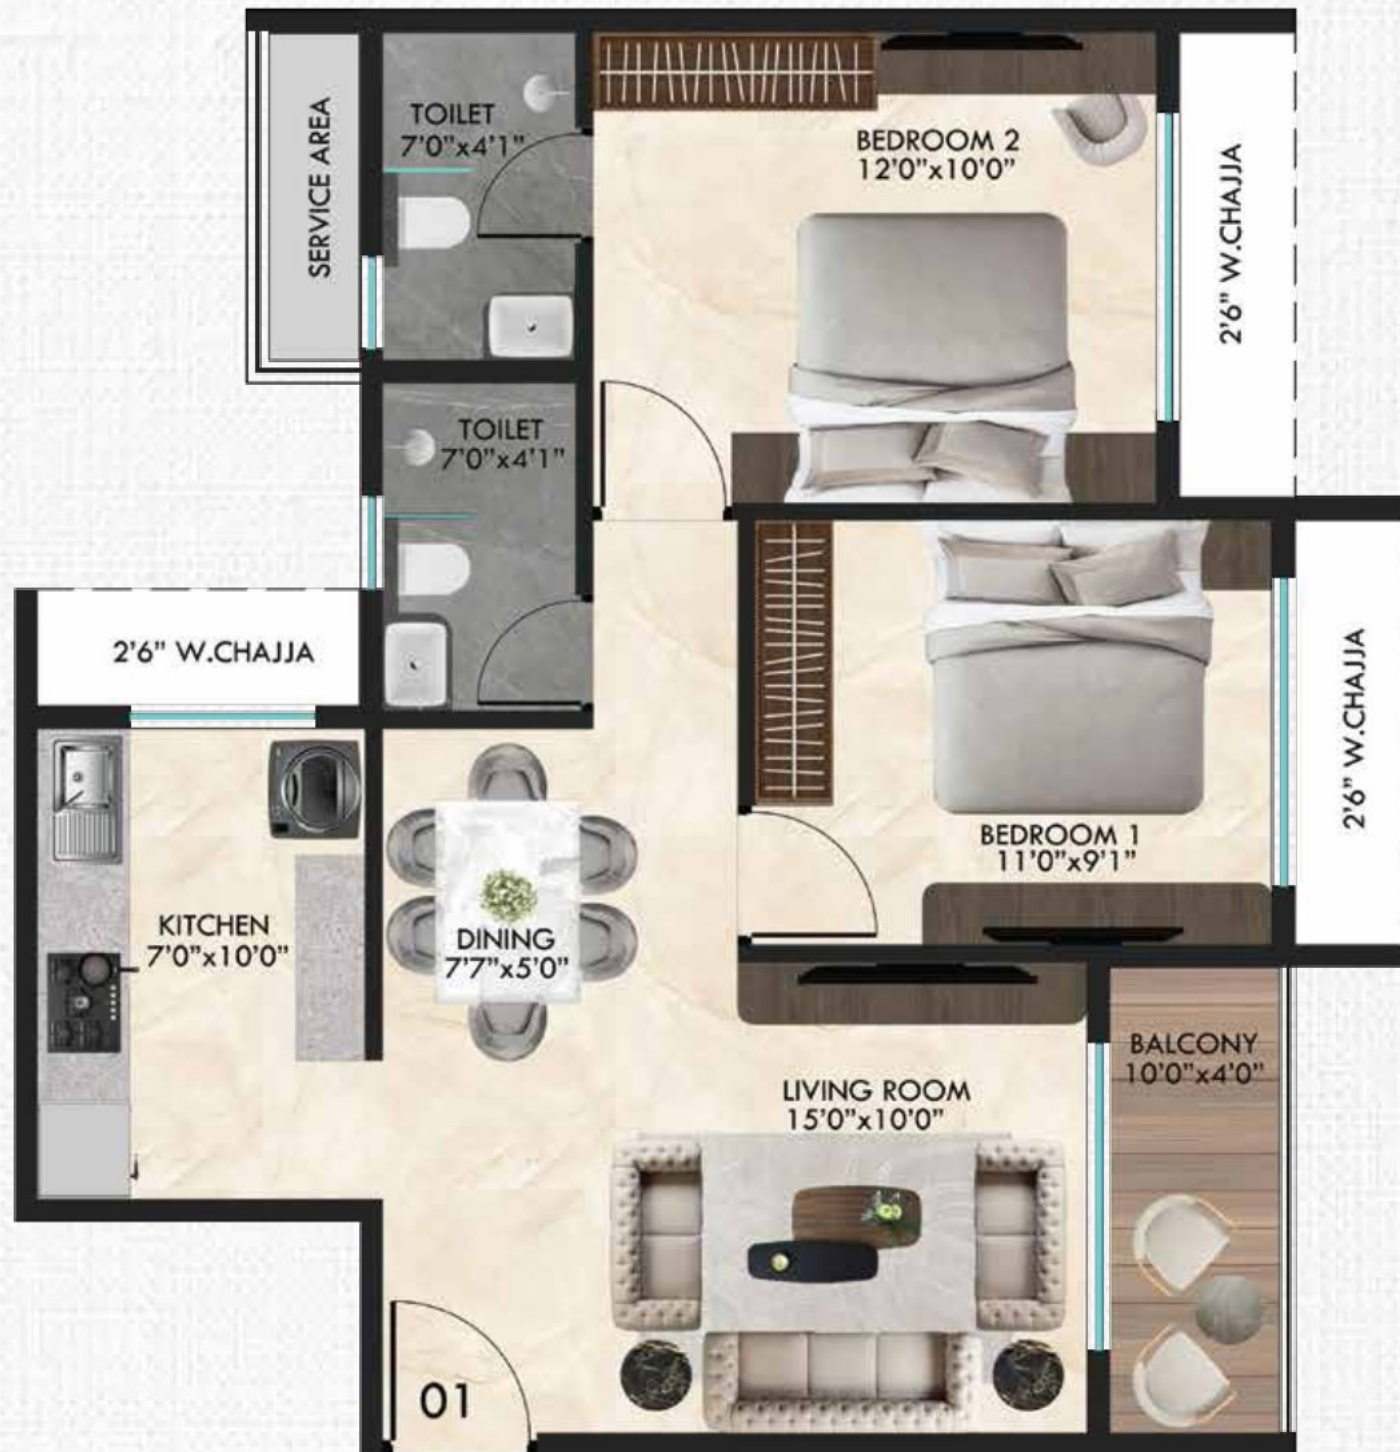 SERVICE AREA
TOILET
7'0"x4'1"
BEDROOM 2
12'0"x10'0"
2'6" W.CHAJJA
TOILET
7'0"x4'1"
2'6" W.CHAJJA
BEDROOM 1
11'0"x9'1"
2'6" W.CHAJJA
KITCHEN
7'0"x10'0"
DINING
7'7"x5'0"
LIVING ROOM
15'0"x10'0"
BALCONY
10'0"x4'0"
01